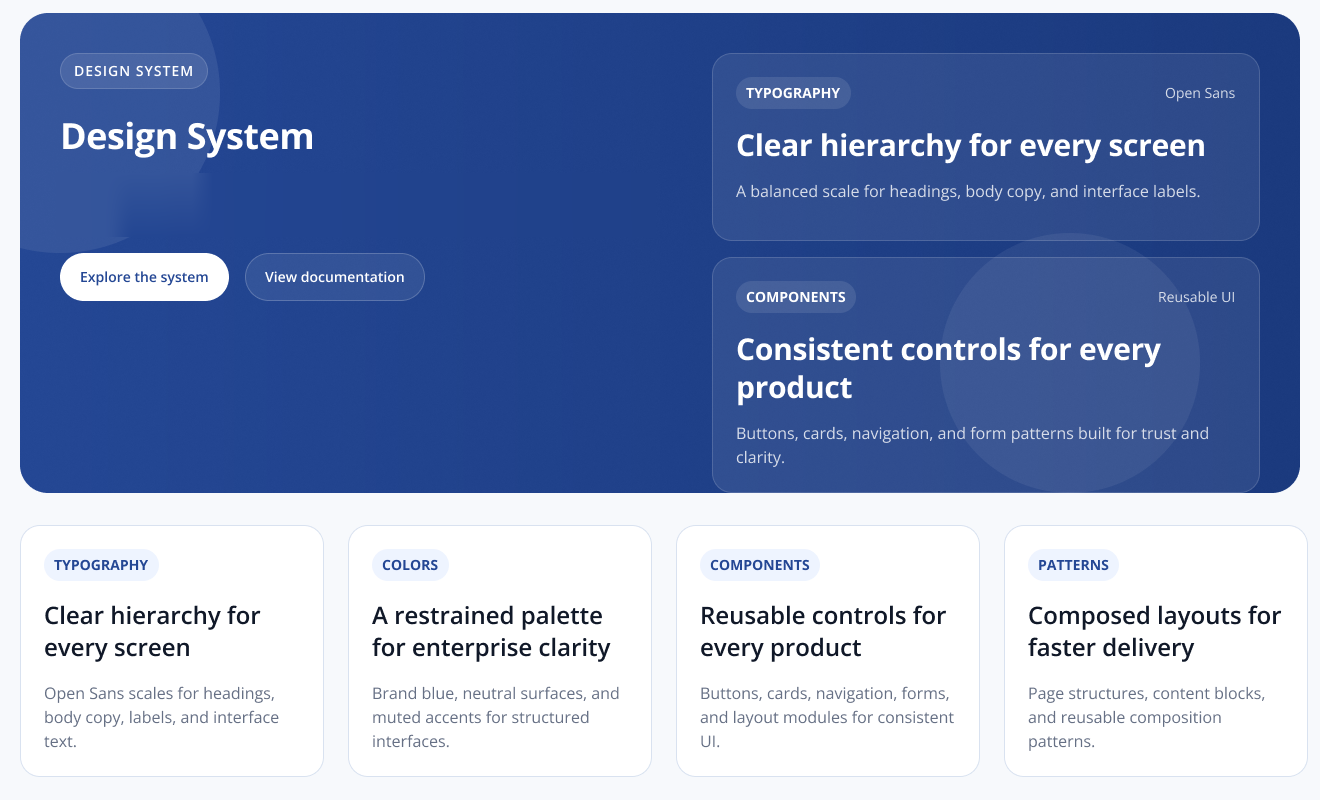 DESIGN SYSTEM
Design System
Explore the system
View documentation
TYPOGRAPHY
Open Sans
Clear hierarchy for every screen
A balanced scale for headings, body copy, and interface labels.
COMPONENTS
Reusable UI
Consistent controls for every
product
Buttons, cards, navigation, and form patterns built for trust and
clarity.
TYPOGRAPHY
Clear hierarchy for
every screen
Open Sans scales for headings,
body copy, labels, and interface
text.
COLORS
A restrained palette
for enterprise clarity
Brand blue, neutral surfaces, and
muted accents for structured
interfaces.
COMPONENTS
Reusable controls for
every product
Buttons, cards, navigation, forms,
and layout modules for consistent
UI.
PATTERNS
Composed layouts for
faster delivery
Page structures, content blocks,
and reusable composition
patterns.